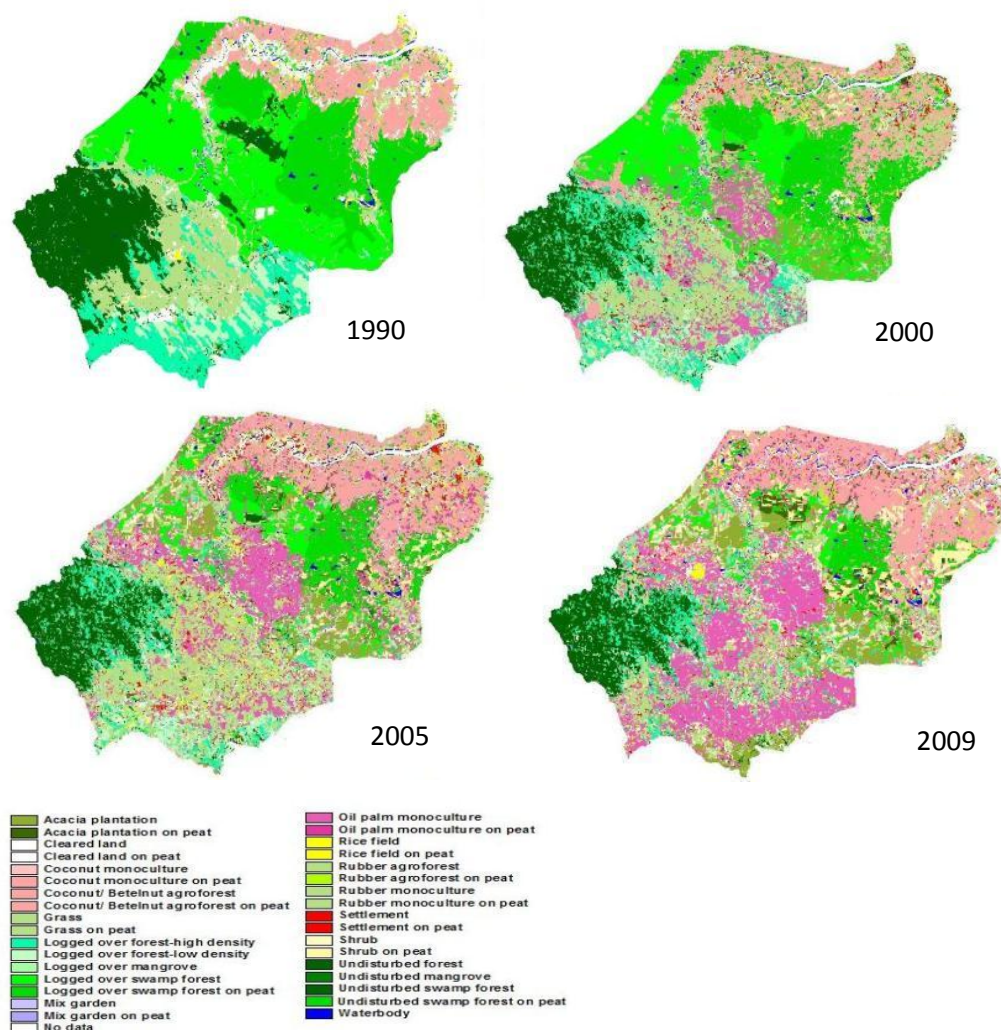 1990
2000
2005
2009
Acacia plantation
Acacia plantation on peat
Cleared land
Cleared land on peat
Coconut monoculture
Coconut monoculture on peat
Coconut/ Betelnut agroforest
Coconut/ Betelnut agroforest on peat
Grass
Grass on peat
Logged over forest-high density
Logged over forest-low density
Logged over mangrove
Logged over swamp forest
Logged over swamp forest on peat
Mix garden
Mix garden on peat
No data
Oil palm monoculture
Oil palm monoculture on peat
Rice field
Rice field on peat
Rubber agroforest
Rubber agroforest on peat
Rubber monoculture
Rubber monoculture on peat
Settlement
Settlement on peat
Shrub
Shrub on peat
Undisturbed forest
Undisturbed mangrove
Undisturbed swamp forest
Undisturbed swamp forest on peat
Waterbody